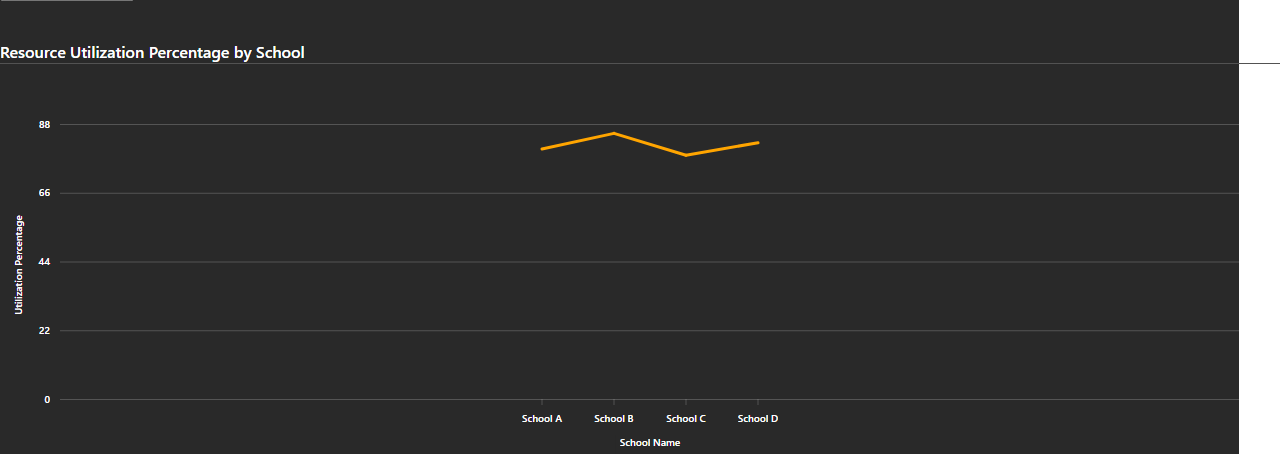 Resource Utilization Percentage by School
88
66
44
22
0
Utilization Percentage
School A School B School C School D
School Name